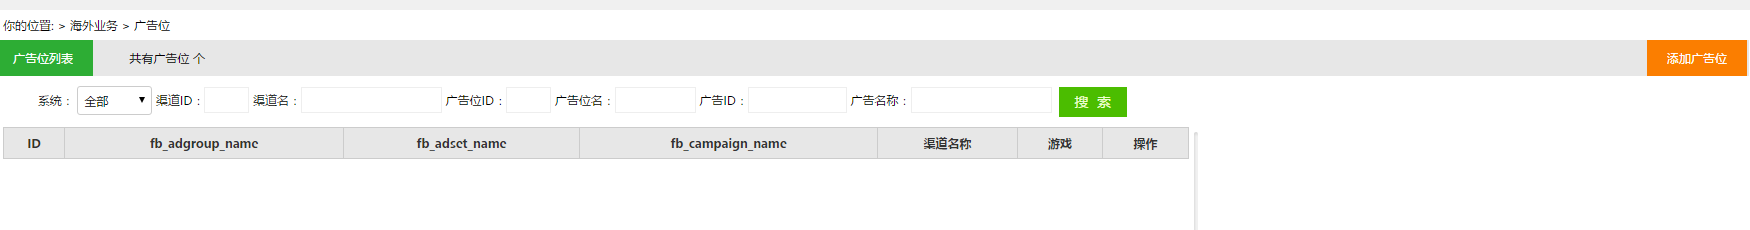 你的位置: > 海外业务 > 广告位
广告位列表 共有广告位 个 添加广告位
系统： 全部 渠道ID： 渠道名： 广告位ID： 广告位名： 广告ID： 广告名称： 搜 索
ID fb_adgroup_name fb_adset_name fb_campaign_name 渠道名称 游戏 操作